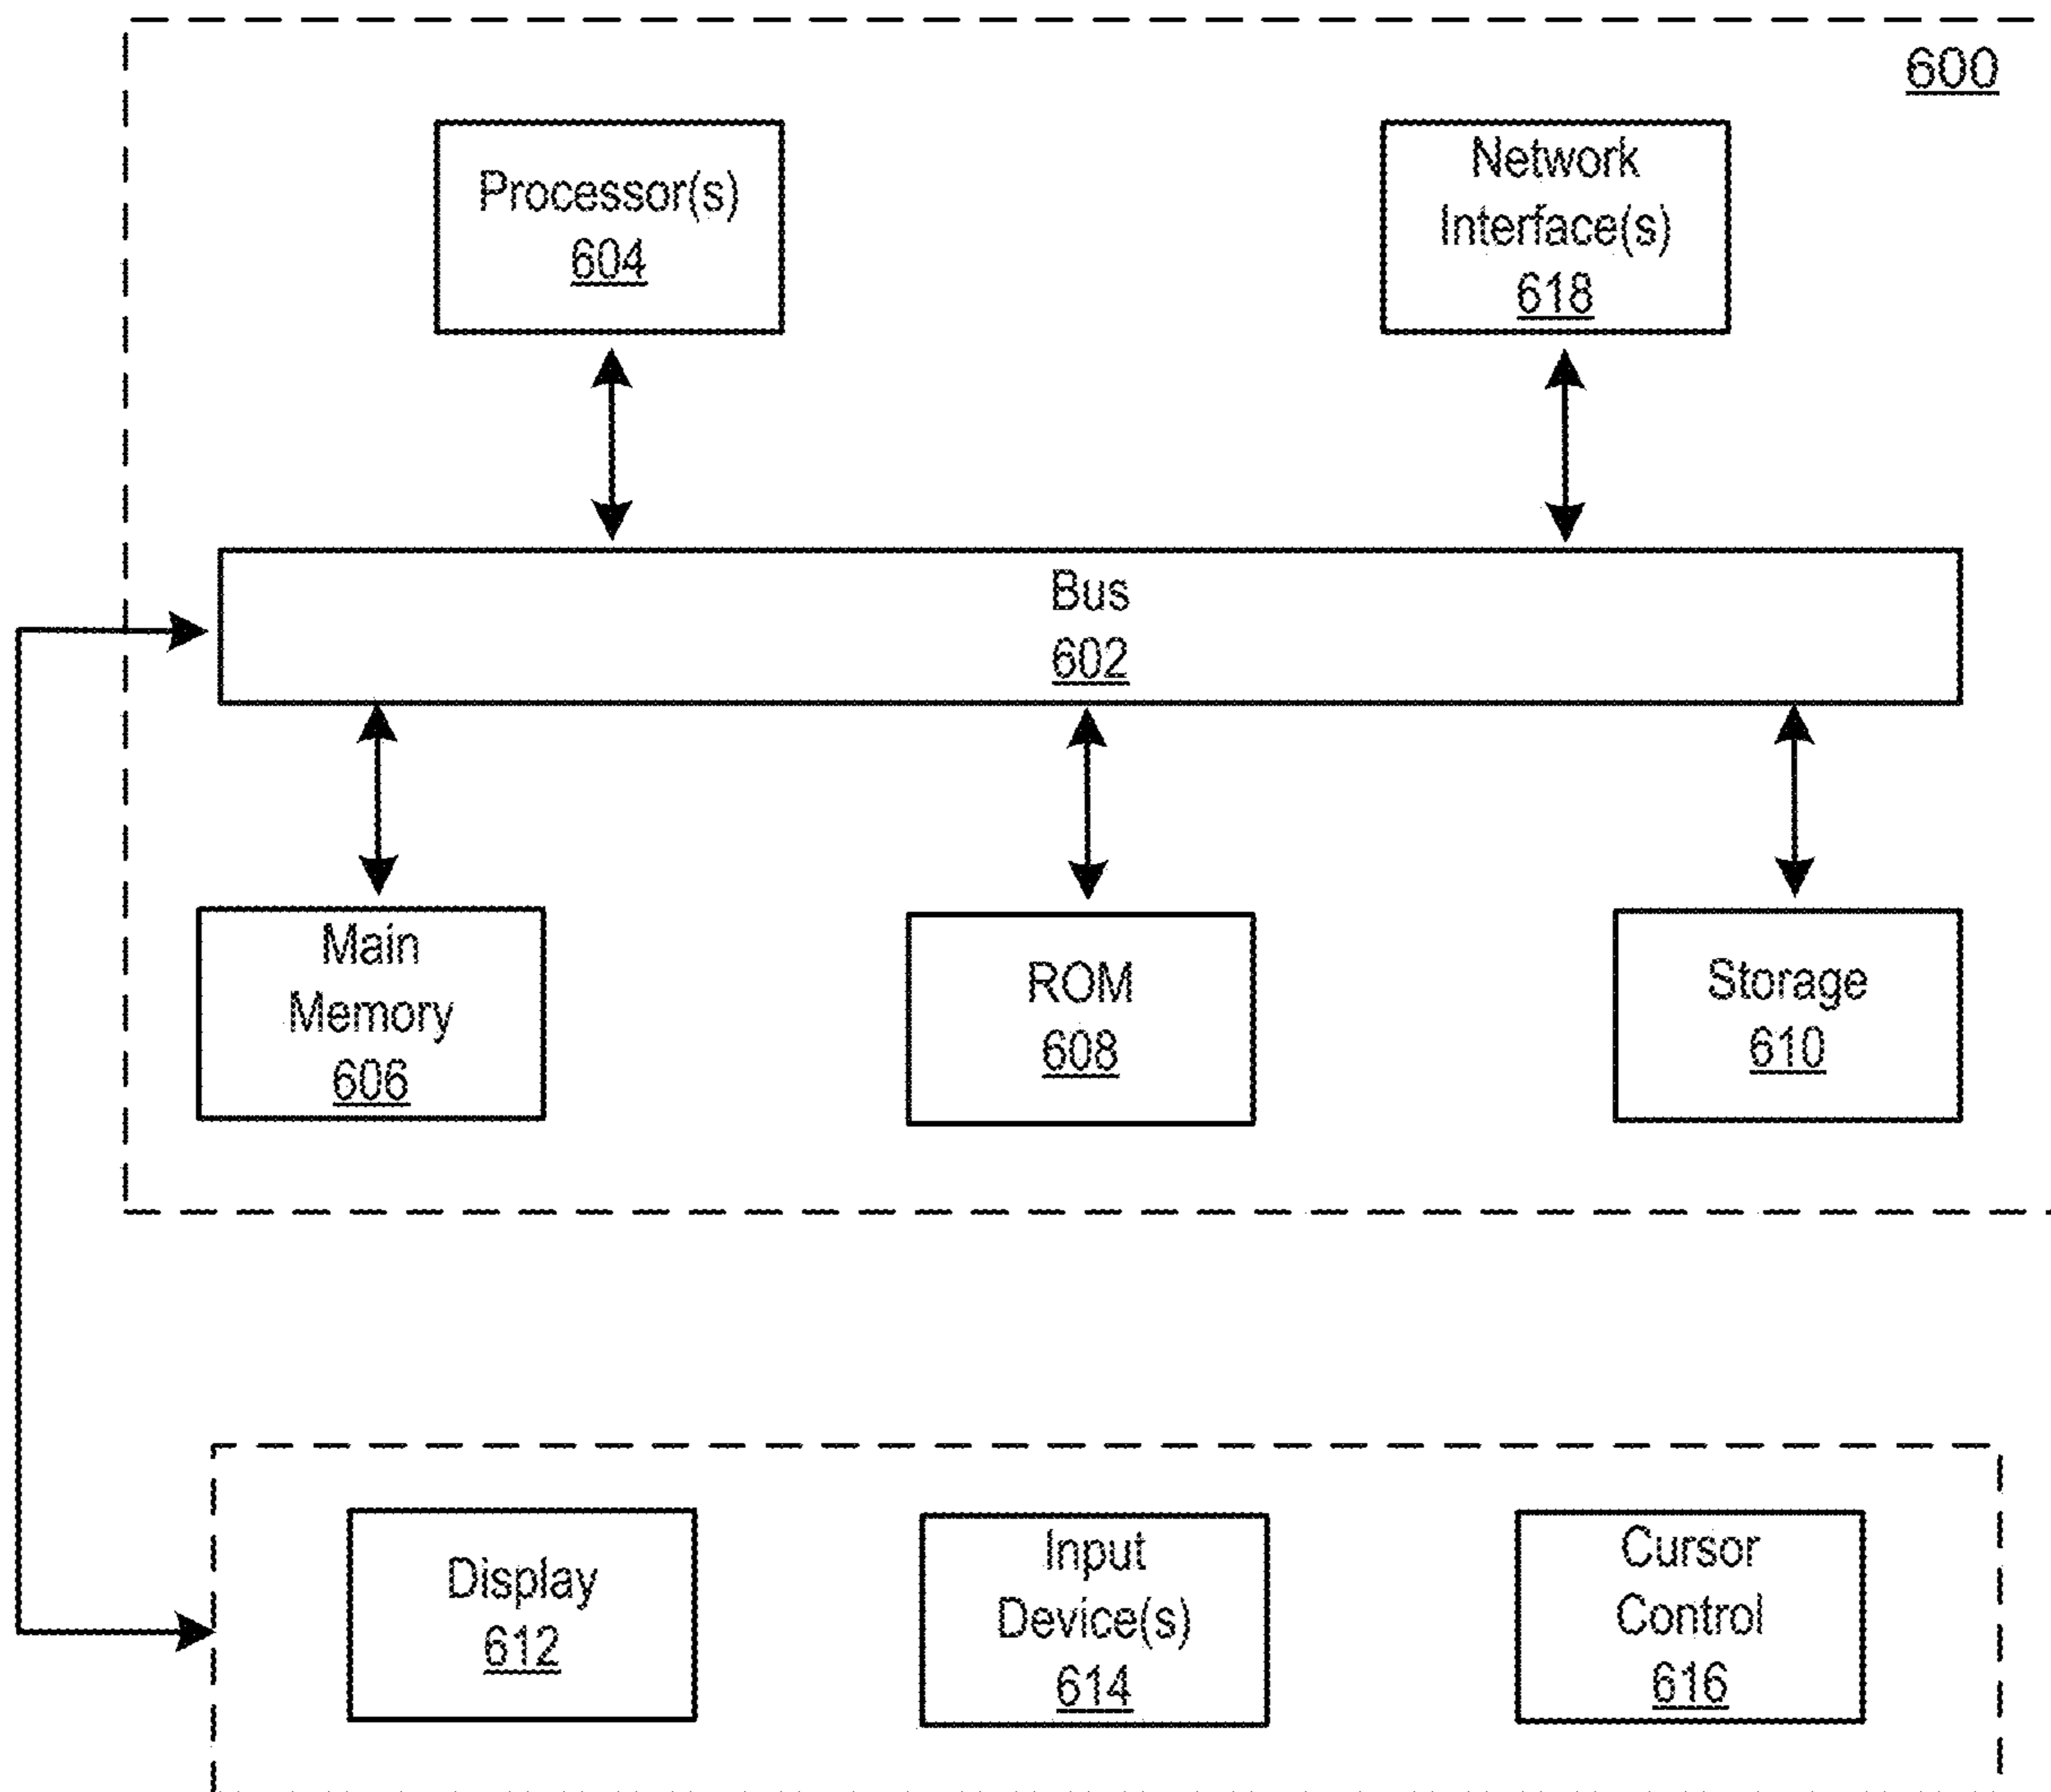 600
Processor(s)
604
Network
Interface(s)
618
Bus
602
Main
Memory
606
ROM
608
Storage
610
Display
612
Input
Device(s)
614
Cursor
Control
616